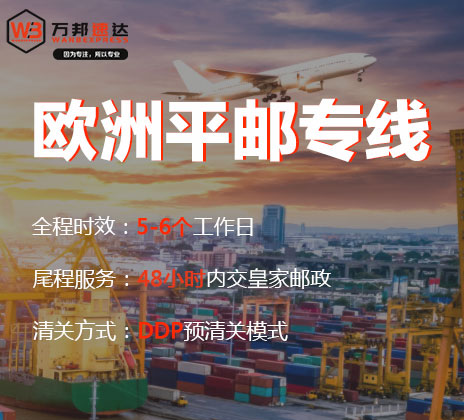 WB
万邦速达
WANBEXPRESS
因为专注，所以专业
欧洲平邮专线
全程时效：5-6个工作日
尾程服务：48小时内交皇家邮政
清关方式：DDP预清关模式